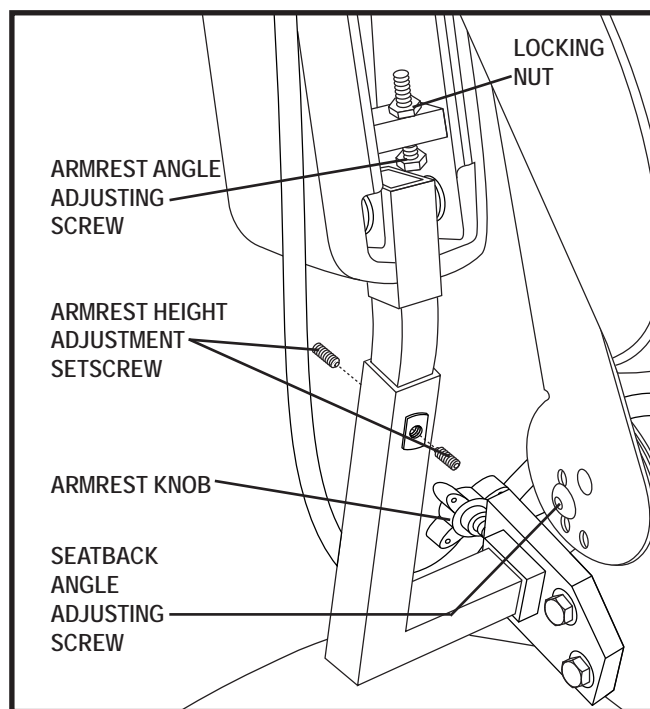 LOCKING
NUT
ARMREST ANGLE
ADJUSTING
SCREW
ARMREST HEIGHT
ADJUSTMENT
SETSCREW
ARMREST KNOB
SEATBACK
ANGLE
ADJUSTING
SCREW